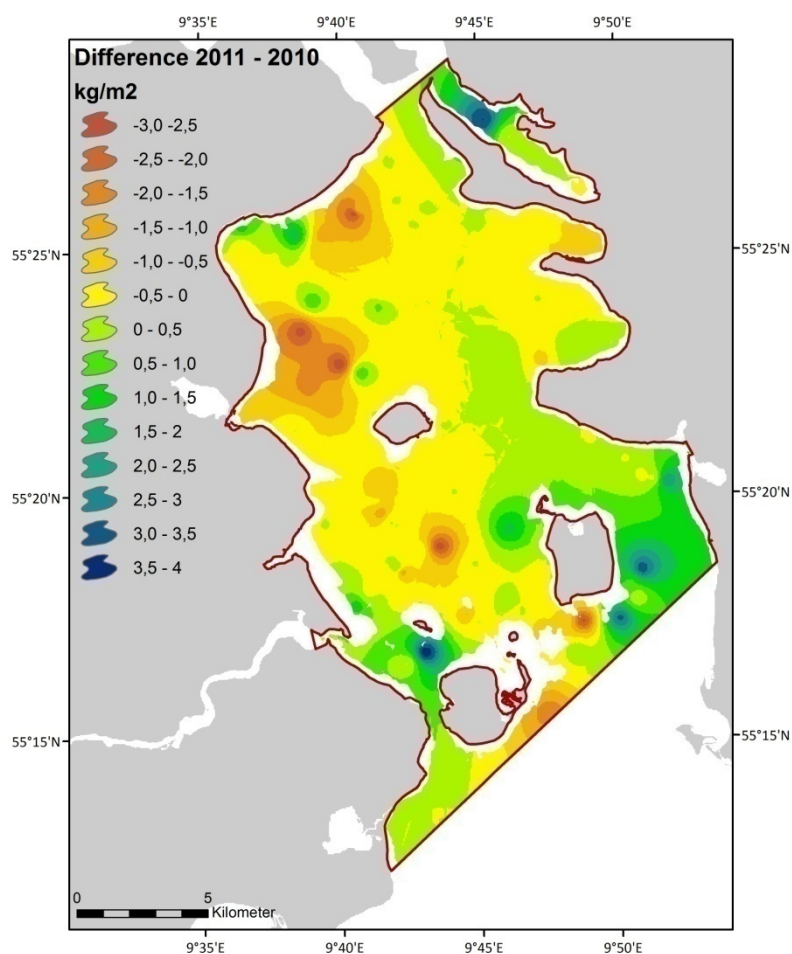 9°35'E 9°40'E 9°45'E 9°50'E
Difference 2011 - 2010
kg/m2
-3,0 -2,5
-2,5 - -2,0
-2,0 - -1,5
-1,5 - -1,0
-1,0 - -0,5
-0,5 - 0
0 - 0,5
0,5 - 1,0
1,0 - 1,5
1,5 - 2
2,0 - 2,5
2,5 - 3
3,0 - 3,5
3,5 - 4
55°25'N 55°25'N
55°20'N 55°20'N
55°15'N 55°15'N
0 5
Kilometer
9°35'E 9°40'E 9°45'E 9°50'E